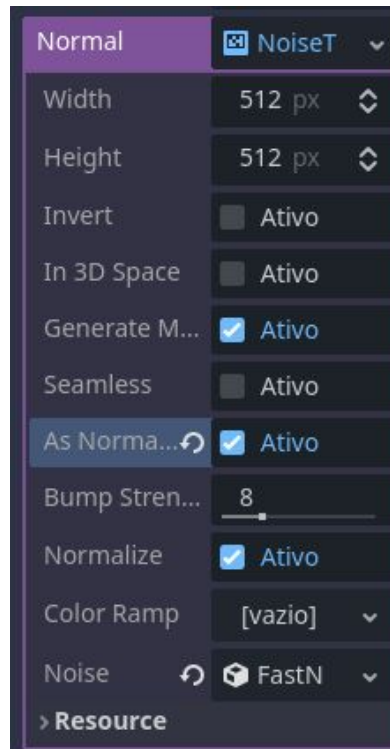 Normal NoiseT
Width 512 px
Height 512 px
Invert Ativo
In 3D Space Ativo
Generate M... Ativo
Seamless Ativo
As Norma... Ativo
Bump Stren... 8
Normalize Ativo
Color Ramp [vazio]
Noise FastN
Resource